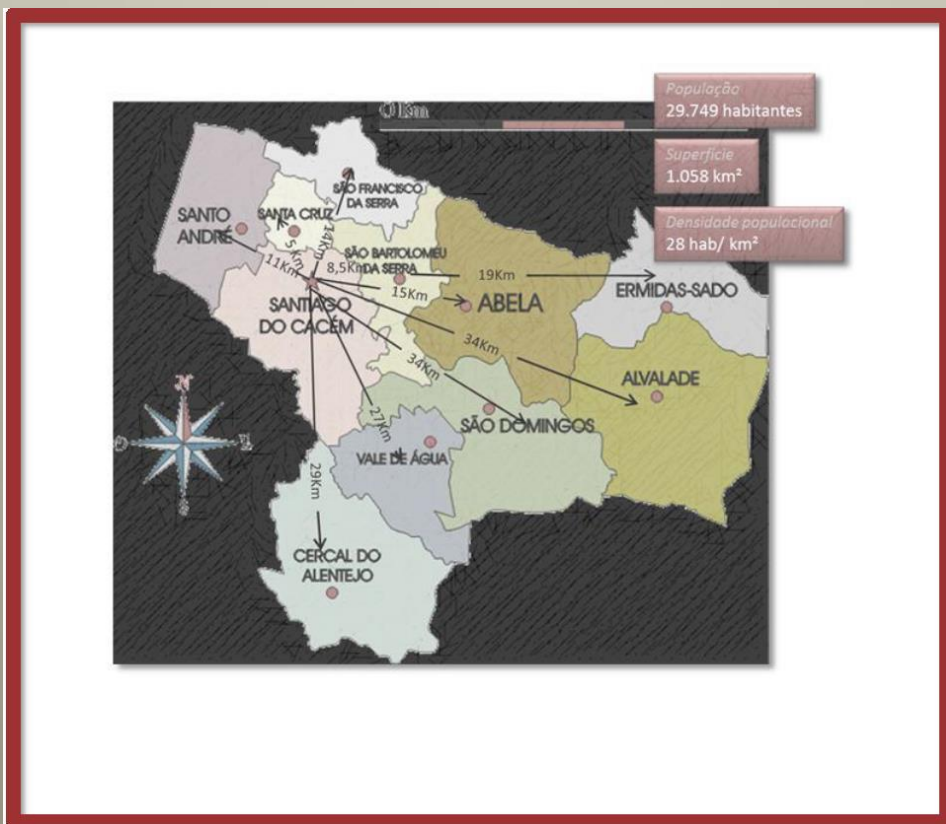 0 Km
População
29.749 habitantes
Superfície
1.058 km²
Densidade populacional
28 hab/ km²
SÃO FRANCISCO
DA SERRA
SANTO
ANDRÉ
SANTA CRUZ
14Km
5 Km
11Km
8,5Km
SÃO BARTOLOMEU
DA SERRA
19Km
15Km
ABELA
ERMIDAS-SADO
SANTIAGO
DO CACÉM
34Km
34Km
ALVALADE
27Km
SÃO DOMINGOS
VALE DE ÁGUA
29Km
CERCAL DO
ALENTEJO
N